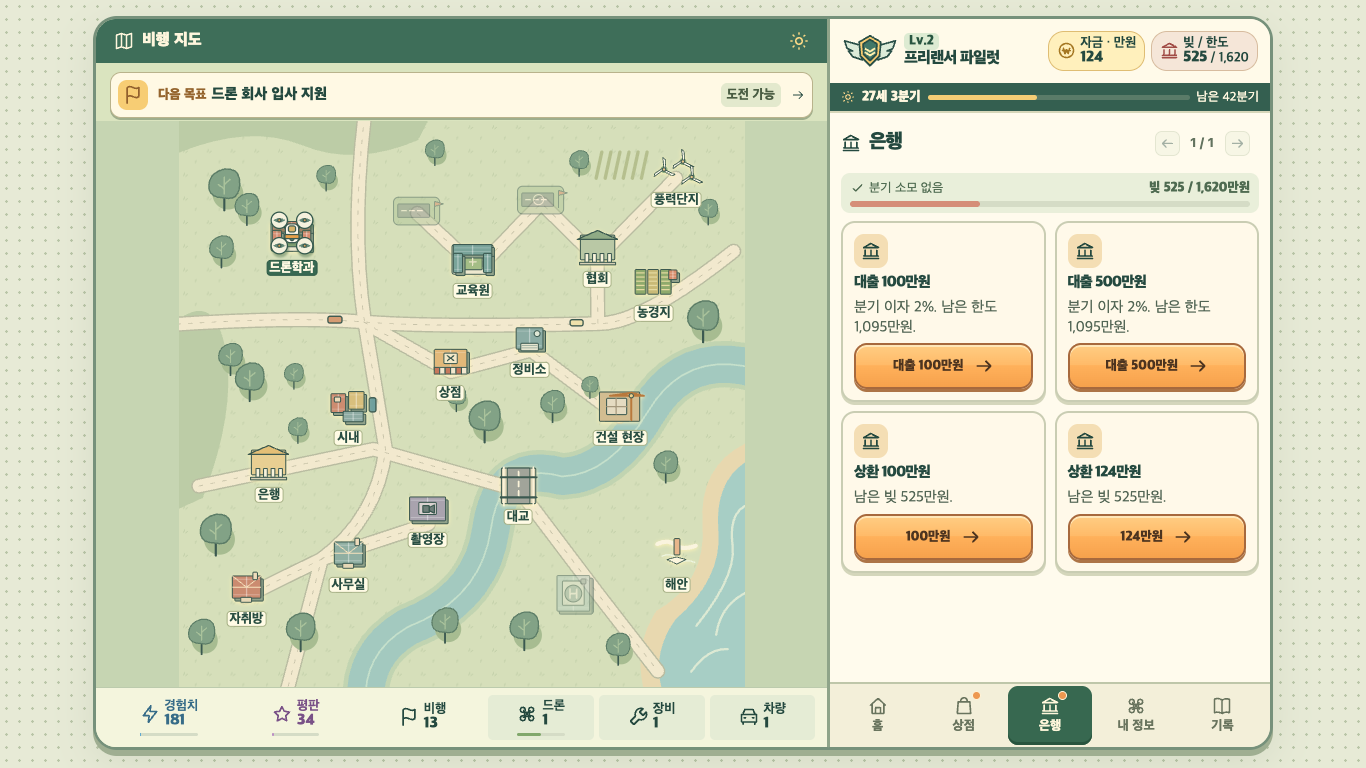 비행 지도
다음 목표 드론 회사 입사 지원
도전 가능
풍력단지
드론학과
교육원
협회
농경지
정비소
상점
시내
건설 현장
은행
대교
촬영장
사무실
해안
자취방
H
경험치
181
평판
34
비행
13
드론
1
장비
1
차량
1
Lv.2
프리랜서 파일럿
자금 · 만원
124
빚 / 한도
525 / 1,620
27세 3분기
남은 42분기
은행
1 / 1
분기 소모 없음
빚 525 / 1,620만원
대출 100만원
분기 이자 2%. 남은 한도
1,095만원.
대출 100만원
대출 500만원
분기 이자 2%. 남은 한도
1,095만원.
대출 500만원
상환 100만원
남은 빚 525만원.
100만원
상환 124만원
남은 빚 525만원.
124만원
홈
상점
은행
내 정보
기록